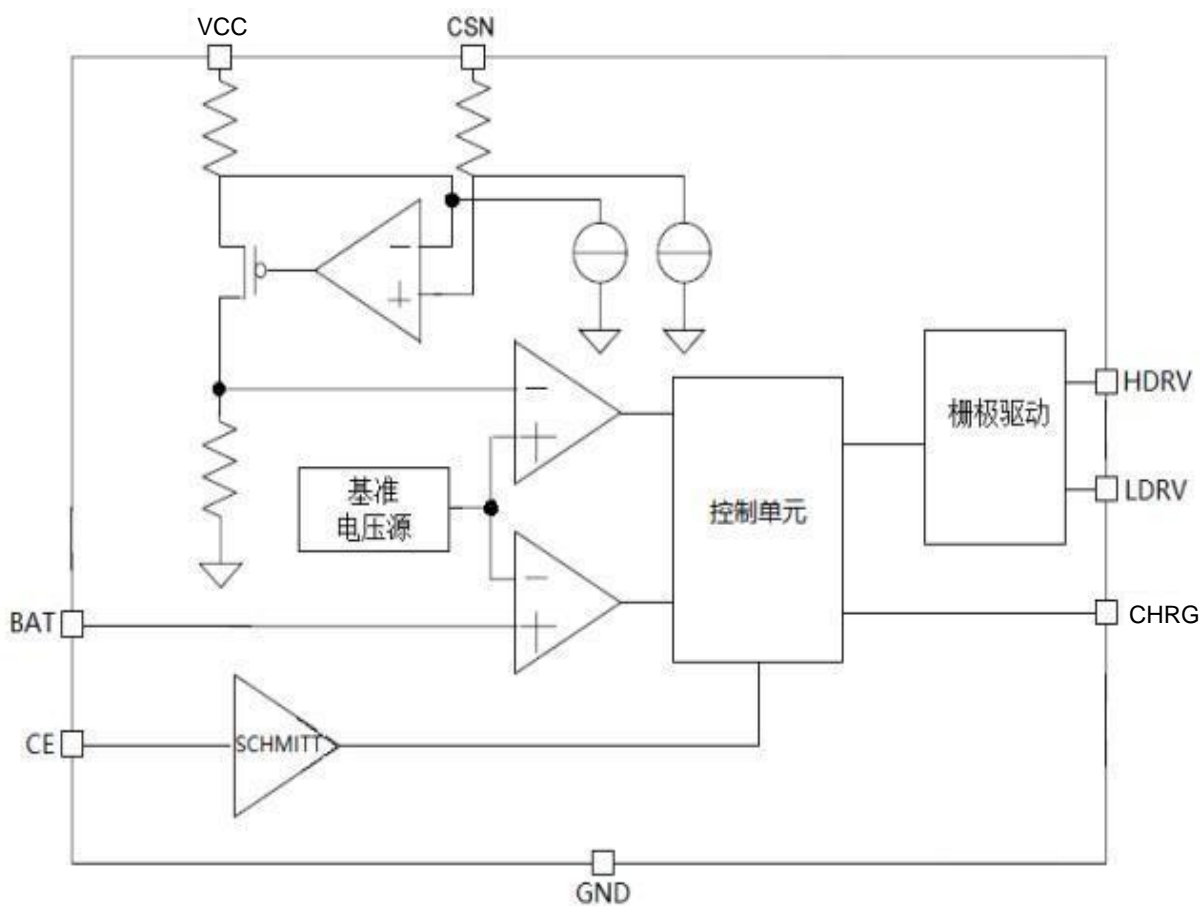 VCC
CSN
HDRV
栅极驱动
基准
电压源
LDRV
控制单元
BAT
CHRG
CE
SCHMITT
GND